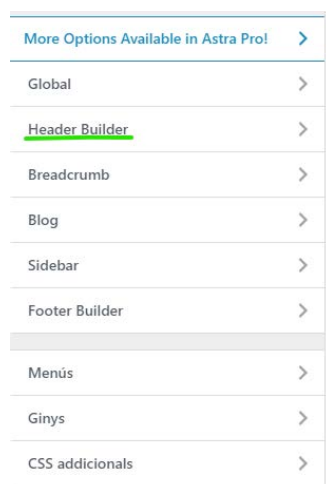 More Options Available in Astra Pro!
Global
Header Builder
Breadcrumb
Blog
Sidebar
Footer Builder
Menús
Ginys
CSS addicionals